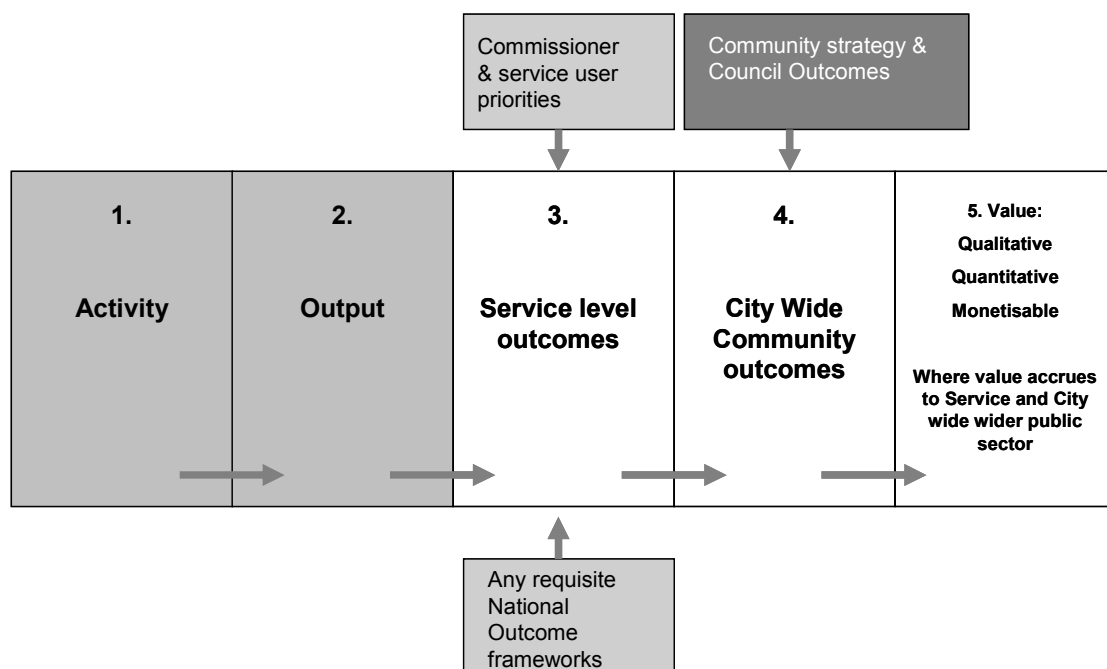 Commissioner
& service user
priorities
Community strategy &
Council Outcomes
1.
Activity
2.
Output
3.
Service level
outcomes
4.
City Wide
Community
outcomes
5. Value:
Qualitative
Quantitative
Monetisable
Where value accrues
to Service and City
wide wider public
sector
Any requisite
National
Outcome
frameworks